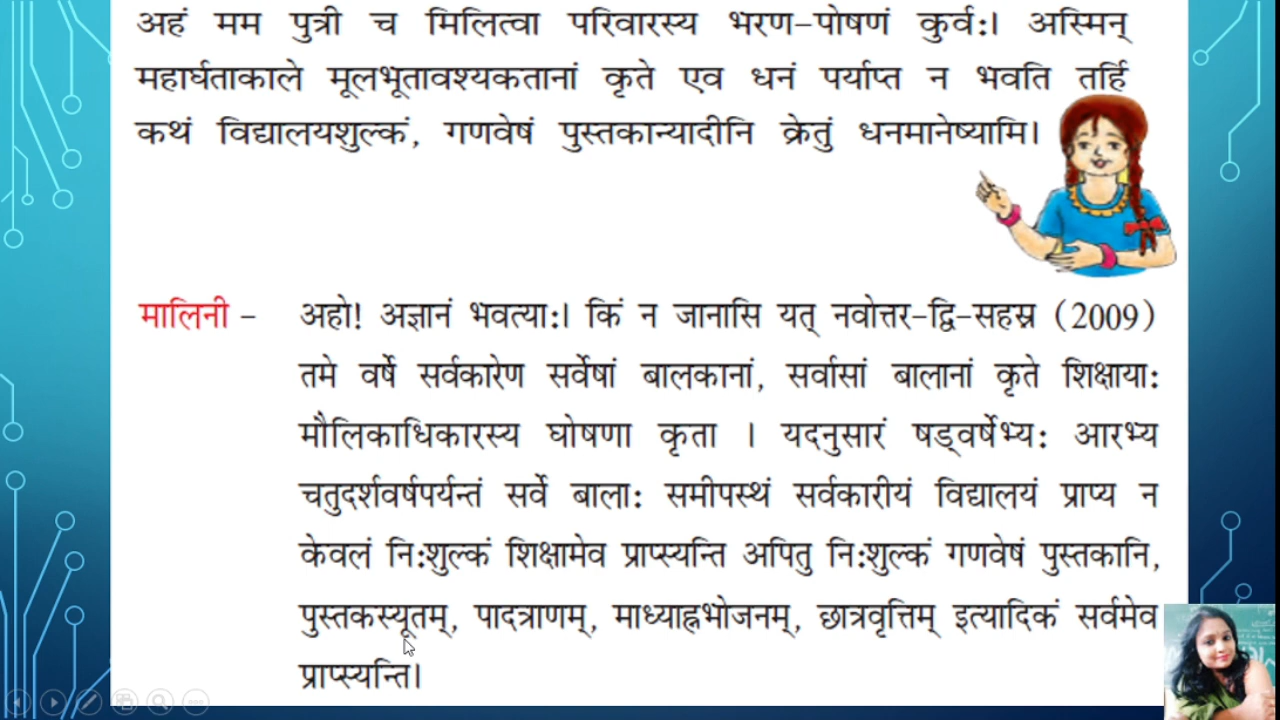 अहं मम पुत्री च मिलित्वा परिवारस्य भरण-पोषणं कुर्व:। अस्मिन्
महार्घताकाले मूलभूतावश्यकतानां कृते एव धनं पर्याप्त न भवति तर्हि
कथं विद्यालयशुल्कं, गणवेषं पुस्तकान्यादीनि क्रेतुं धनमानेष्यामि।
मालिनी - अहो! अज्ञानं भवत्या:। किं न जानासि यत् नवोत्तर-द्वि-सहस्र (2009)
तमे वर्षे सर्वकारेण सर्वेषां बालकानां, सर्वासां बालानां कृते शिक्षाया:
मौलिकाधिकारस्य घोषणा कृता । यदनुसारं षड्वर्षेभ्य: आरभ्य
चतुदर्शवर्षपर्यन्तं सर्वे बाला: समीपस्थं सर्वकारीयं विद्यालयं प्राप्य न
केवलं नि:शुल्कं शिक्षामेव प्राप्स्यन्ति अपितु नि:शुल्कं गणवेषं पुस्तकानि,
पुस्तकस्यूतम्, पादत्राणम्, माध्याह्नभोजनम्, छात्रवृत्तिम् इत्यादिकं सर्वमेव
प्राप्स्यन्ति।